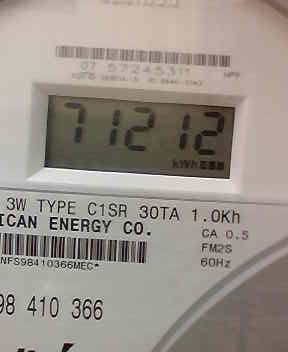 07 57245311
71212
kWh
3W TYPE C1SR 30TA 1.0Kh
ICAN ENERGY CO.
CA 0.5
FM2S
NFS98410366MEC*
60Hz
98 410 366